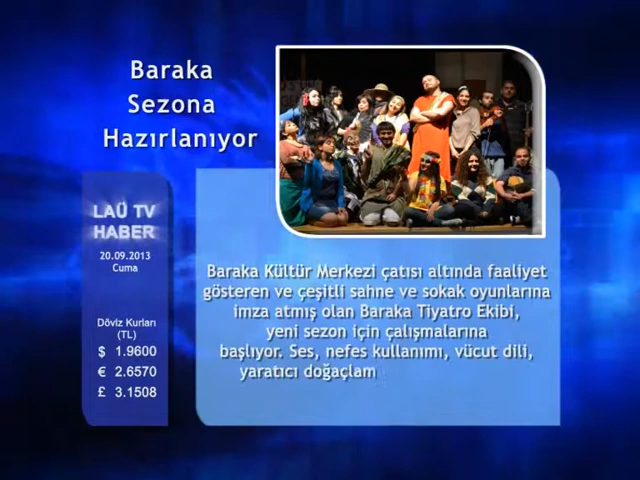 Baraka
Sezona
Hazırlanıyor
LAÜ TV
HABER
20.09.2013
Cuma
Döviz Kurları
(TL)
$ 1.9600
€ 2.6570
£ 3.1508
Baraka Kültür Merkezi çatısı altında faaliyet
gösteren ve çeşitli sahne ve sokak oyunlarına
imza atmış olan Baraka Tiyatro Ekibi,
yeni sezon için çalışmalarına
başlıyor. Ses, nefes kullanımı, vücut dili,
yaratıcı doğaçlam